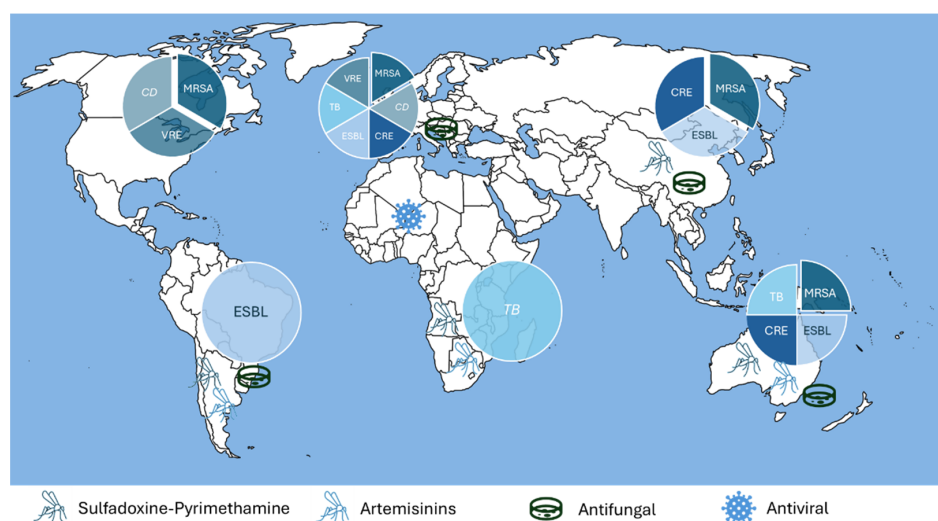 CD
MRSA
VRE
VRE
MRSA
TB
CD
ESBL
CRE
CRE
MRSA
ESBL
ESBL
TB
TB
MRSA
CRE
ESBL
Sulfadoxine-Pyrimethamine
Artemisinins
Antifungal
Antiviral